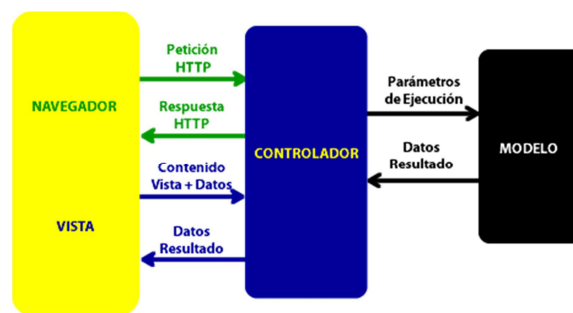 NAVEGADOR
VISTA
Petición
HTTP
Respuesta
HTTP
Contenido
Vista + Datos
Datos
Resultado
CONTROLADOR
Parámetros
de Ejecución
Datos
Resultado
MODELO